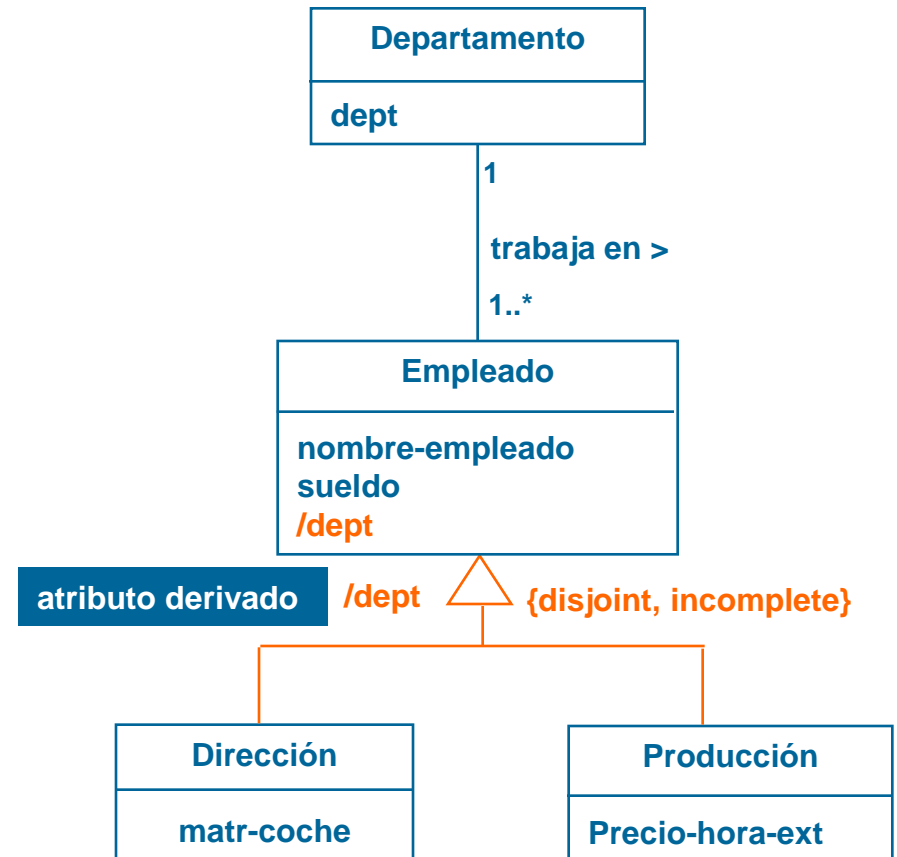 Departamento
dept
1
trabaja en >
1..*
Empleado
nombre-empleado
sueldo
/dept
atributo derivado /dept {disjoint, incomplete}
Dirección
matr-coche
Producción
Precio-hora-ext